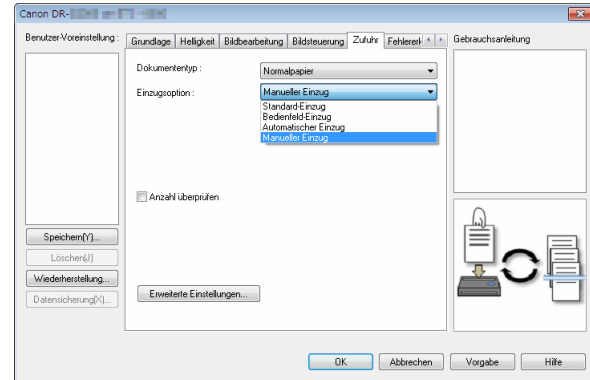 Canon DR-
Benutzer-Voreinstellung :
Grundlage
Helligkeit
Bildbearbeitung
Bildsteuerung
Zufuhr
Gebrauchsanleitung
Dokumententyp :
Normalpapier
Einzugsoption :
Manueller Einzug
Standard-Einzug
Bedienfeld-Einzug
Automatischer Einzug
Manueller Einzug
Anzahl überprüfen
Speichern(Y)...
Löschen(J)
Wiederherstellung...
Datensicherung(X)...
Erweiterte Einstellungen...
OK
Abbrechen
Vorgabe
Hilfe